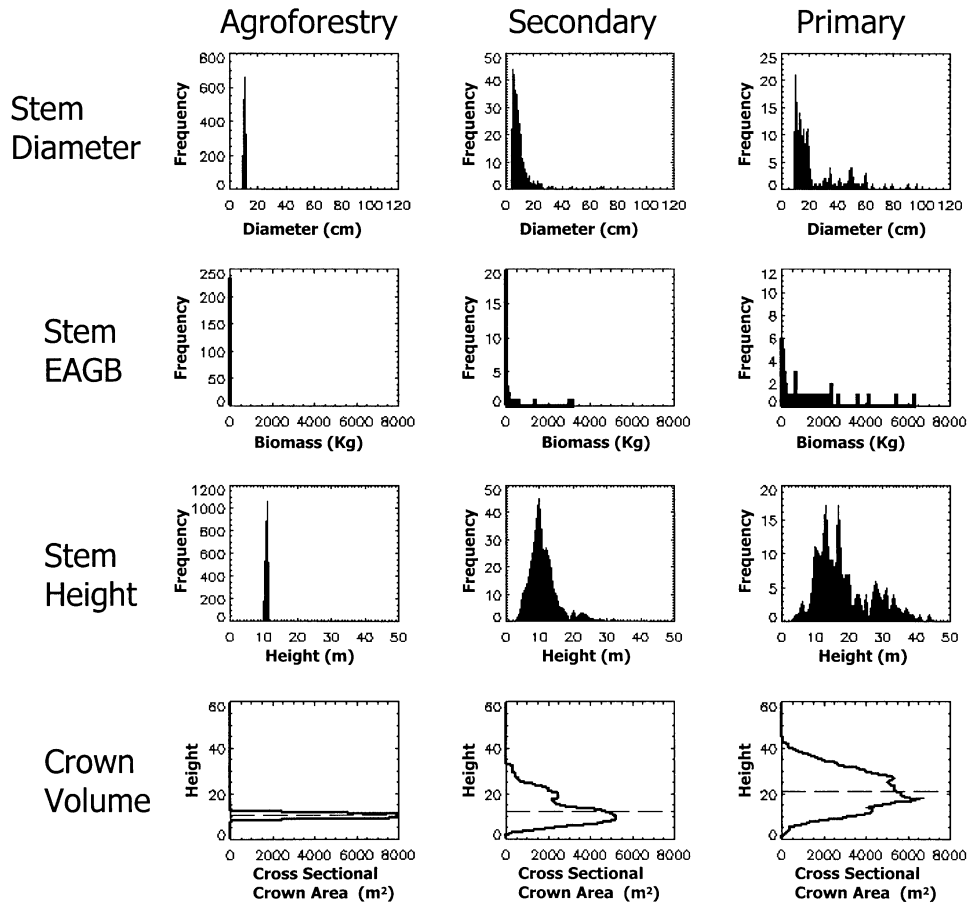 Agroforestry Secondary Primary
Stem
Diameter
Frequency
800
600
400
200
0
0 20 40 60 80 100 120
Diameter (cm)
Frequency
50
40
30
20
10
0
0 20 40 60 80 100 120
Diameter (cm)
Frequency
25
20
15
10
5
0
0 20 40 60 80 100 120
Diameter (cm)
Stem
EAGB
Frequency
250
200
150
100
50
0
0 2000 4000 6000 8000
Biomass (Kg)
Frequency
20
15
10
5
0
0 2000 4000 6000 8000
Biomass (Kg)
Frequency
12
10
8
6
4
2
0
0 2000 4000 6000 8000
Biomass (Kg)
Stem
Height
Frequency
1200
1000
800
600
400
200
0
0 10 20 30 40 50
Height (m)
Frequency
50
40
30
20
10
0
0 10 20 30 40 50
Height (m)
Frequency
20
15
10
5
0
0 10 20 30 40 50
Height (m)
Crown
Volume
Height
60
40
20
0
0 2000 4000 6000 8000
Cross Sectional
Crown Area (m²)
Height
60
40
20
0
0 2000 4000 6000 8000
Cross Sectional
Crown Area (m²)
Height
60
40
20
0
0 2000 4000 6000 8000
Cross Sectional
Crown Area (m²)